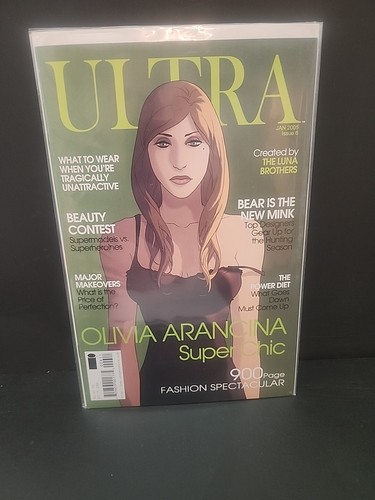 ULTRA
JAN 2005
Issue 6
WHAT TO WEAR
WHEN YOU'RE
TRAGICALLY
UNATTRACTIVE
Created by
THE LUNA
BROTHERS
BEAUTY
CONTEST
Supermodels vs.
Superheroines
BEAR IS THE
NEW MINK
Top Designers
Gear Up for
the Hunting
Season
MAJOR
MAKEOVERS
What is the
Price of
Perfection?
THE
POWER DIET
What Goes
Down
Must Come Up
OLIVIA ARANCINA
Super Chic
900 Page
FASHION SPECTACULAR